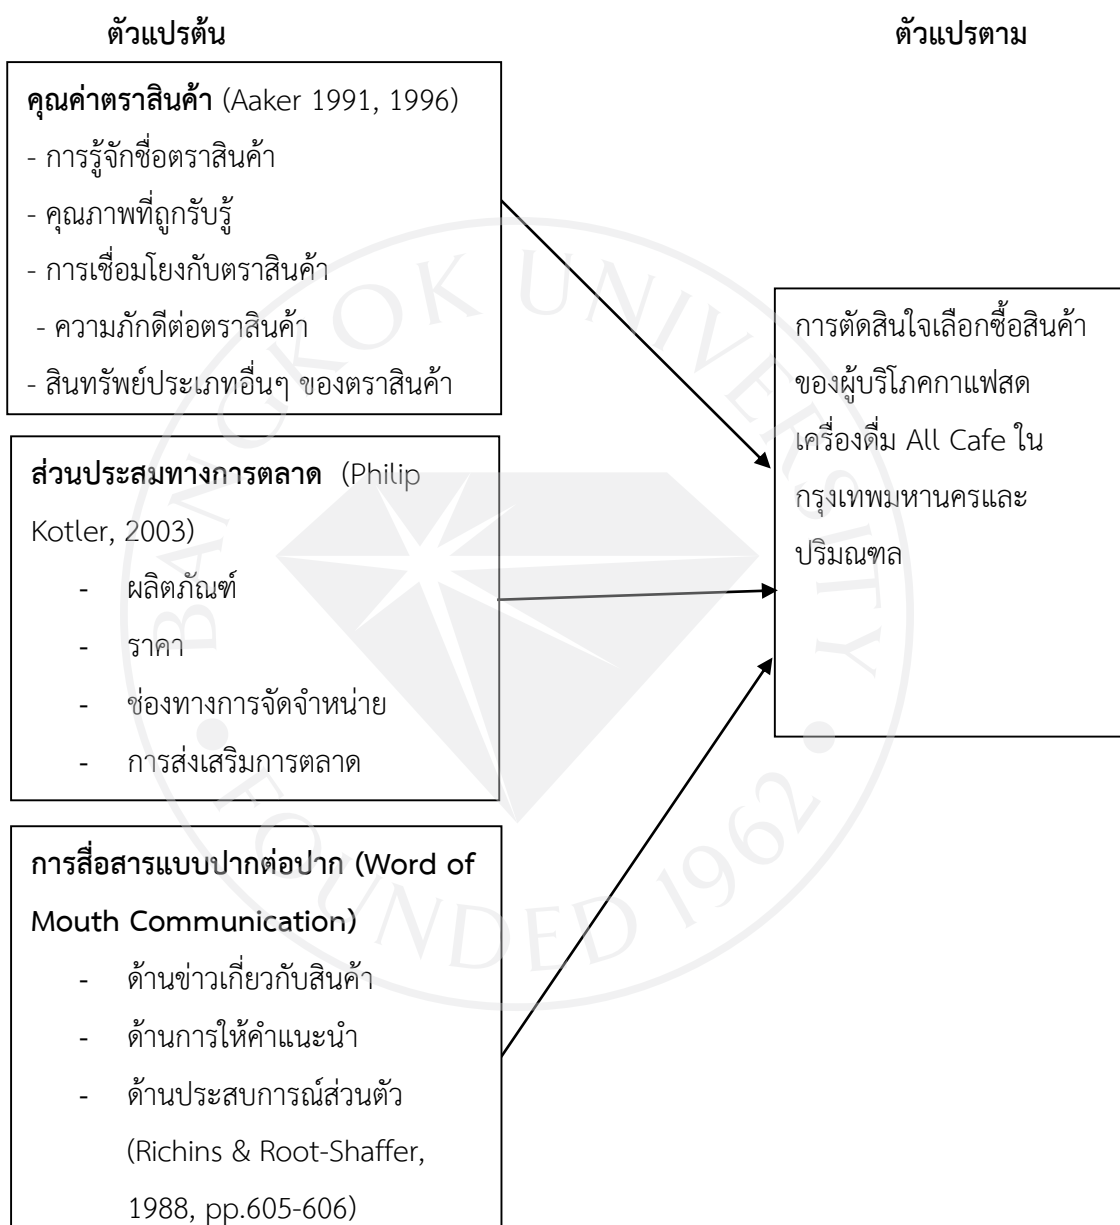 ตัวแปรต้น
ตัวแปรตาม
คุณค่าตราสินค้า (Aaker 1991, 1996)
- การรู้จักชื่อตราสินค้า
- คุณภาพที่ถูกรับรู้
- การเชื่อมโยงกับตราสินค้า
- ความภักดีต่อตราสินค้า
- สินทรัพย์ประเภทอื่นๆ ของตราสินค้า
ส่วนประสมทางการตลาด (Philip
Kotler, 2003)
- ผลิตภัณฑ์
- ราคา
- ช่องทางการจัดจำหน่าย
- การส่งเสริมการตลาด
การสื่อสารแบบปากต่อปาก (Word of
Mouth Communication)
- ด้านข่าวเกี่ยวกับสินค้า
- ด้านการให้คำแนะนำ
- ด้านประสบการณ์ส่วนตัว
(Richins & Root-Shaffer,
1988, pp.605-606)
การตัดสินใจเลือกซื้อสินค้า
ของผู้บริโภคกาแฟสด
เครื่องดื่ม All Cafe ใน
กรุงเทพมหานครและ
ปริมณฑล
BANGKOK UNIVERSITY
FOUNDED 1962